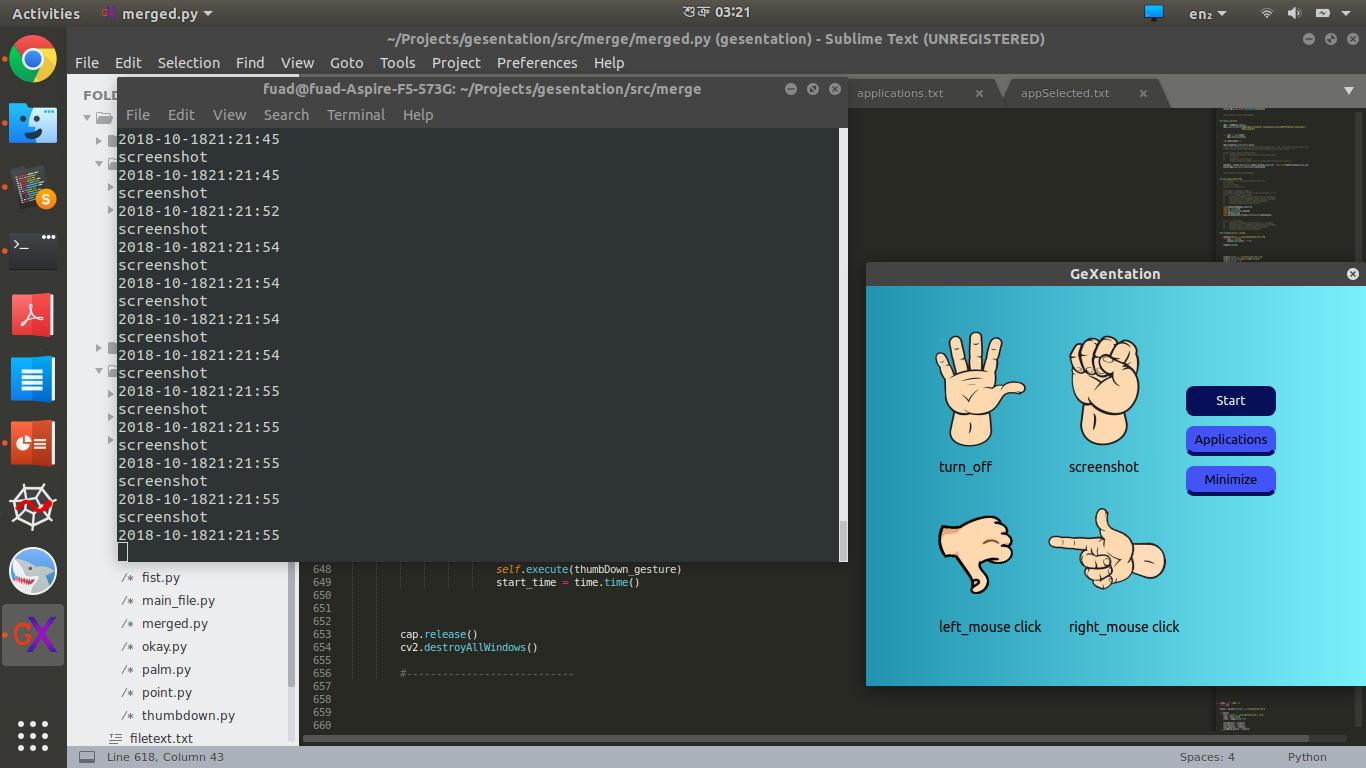 Activities
merged.py
শুক্র 03:21
en₂
~/Projects/gesentation/src/merge/merged.py (gesentation) - Sublime Text (UNREGISTERED)
File Edit Selection Find View Goto Tools Project Preferences Help
FOLD
applications.txt
appSelected.txt
fuad@fuad-Aspire-F5-573G: ~/Projects/gesentation/src/merge
File Edit View Search Terminal Help
2018-10-1821:21:45
screenshot
2018-10-1821:21:45
screenshot
2018-10-1821:21:52
screenshot
2018-10-1821:21:54
screenshot
2018-10-1821:21:54
screenshot
2018-10-1821:21:54
screenshot
2018-10-1821:21:54
screenshot
2018-10-1821:21:55
screenshot
2018-10-1821:21:55
screenshot
2018-10-1821:21:55
screenshot
2018-10-1821:21:55
screenshot
2018-10-1821:21:55
GeXentation
turn_off
screenshot
Start
Applications
Minimize
left_mouse click
right_mouse click
/* fist.py
/* main_file.py
/* merged.py
/* okay.py
/* palm.py
/* point.py
/* thumbdown.py
filetext.txt
648 self.execute(thumbDown_gesture)
649 start_time = time.time()
650
651
652
653 cap.release()
654 cv2.destroyAllWindows()
655
656 #----------------------------
657
658
659
660
GX
S
Line 618, Column 43
Spaces: 4
Python